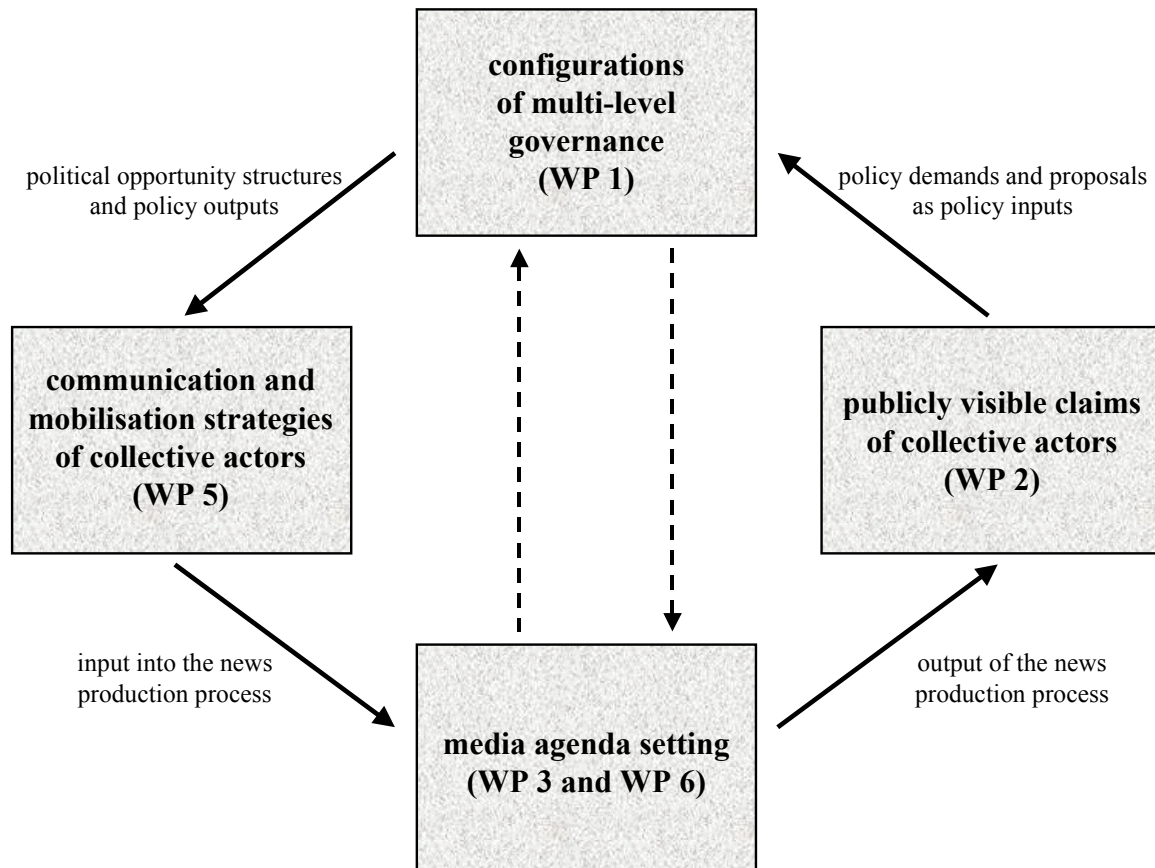 configurations
of multi-level
governance
(WP 1)
political opportunity structures
and policy outputs
policy demands and proposals
as policy inputs
communication and
mobilisation strategies
of collective actors
(WP 5)
publicly visible claims
of collective actors
(WP 2)
input into the news
production process
output of the news
production process
media agenda setting
(WP 3 and WP 6)